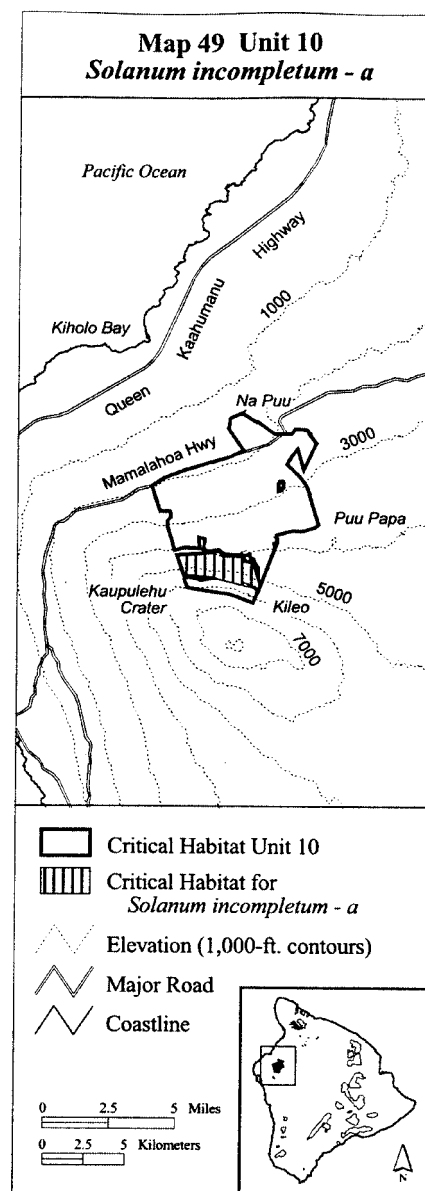 Map 49 Unit 10
Solanum incompletum - a
Pacific Ocean
Highway
Kaahumanu
Queen
1000
Kiholo Bay
Na Puu
3000
Mamalahoa Hwy
Puu Papa
Kaupulehu
Crater
Kileo
5000
7000
Critical Habitat Unit 10
Critical Habitat for
Solanum incompletum - a
Elevation (1,000-ft. contours)
Major Road
Coastline
0 2.5 5 Miles
0 2.5 5 Kilometers
N